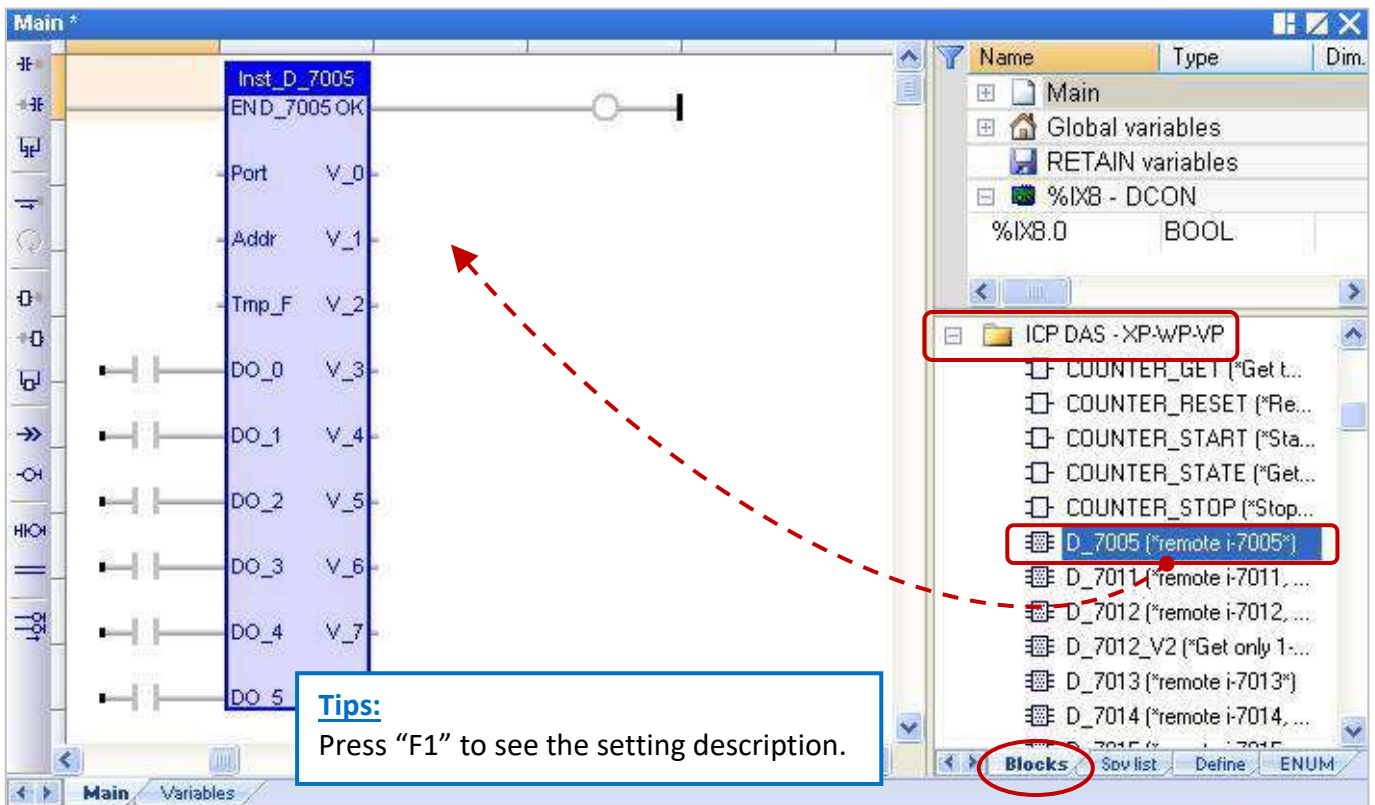 Main *
Inst_D_7005
EN D_7005 OK
Port V_0
Addr V_1
Tmp_F V_2
DO_0 V_3
DO_1 V_4
DO_2 V_5
DO_3 V_6
DO_4 V_7
DO_5
Tips:
Press “F1” to see the setting description.
Main Variables
Name Type Dim.
Main
Global variables
RETAIN variables
%IX8 - DCON
%IX8.0 BOOL
ICP DAS - XP-WP-VP
COUNTER_GET (*Get t...
COUNTER_RESET (*Re...
COUNTER_START (*Sta...
COUNTER_STATE (*Get...
COUNTER_STOP (*Stop...
D_7005 (*remote i-7005*)
D_7011 (*remote i-7011, ...
D_7012 (*remote i-7012, ...
D_7012_V2 (*Get only 1-...
D_7013 (*remote i-7013*)
D_7014 (*remote i-7014, ...
Blocks Spy list Define ENUM